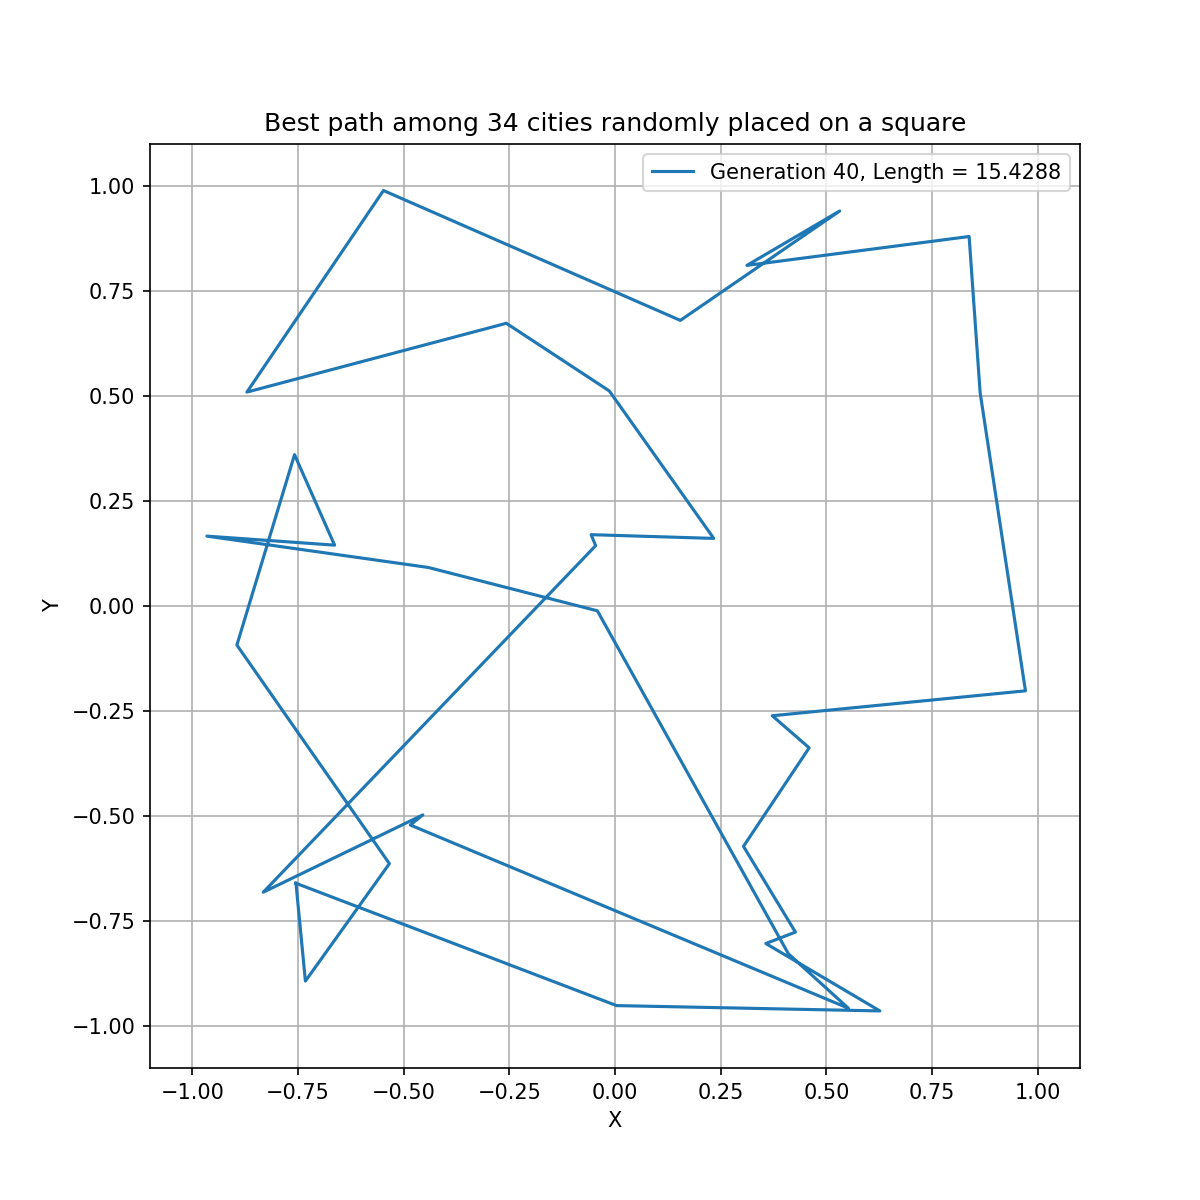 Best path among 34 cities randomly placed on a square
Generation 40, Length = 15.4288
1.00
0.75
0.50
0.25
0.00
−0.25
−0.50
−0.75
−1.00
Y
−1.00 −0.75 −0.50 −0.25 0.00 0.25 0.50 0.75 1.00
X